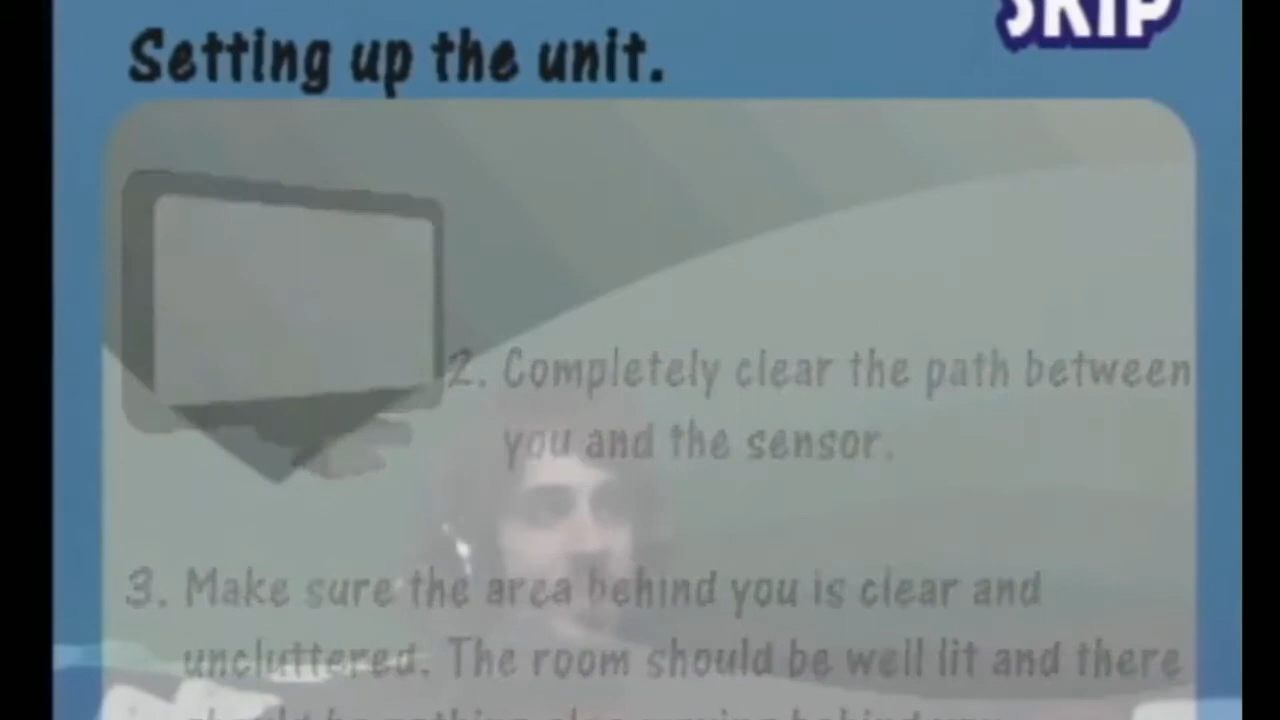 SKIP
Setting up the unit.
2. Completely clear the path between
you and the sensor.
3. Make sure the area behind you is clear and
uncluttered. The room should be well lit and there